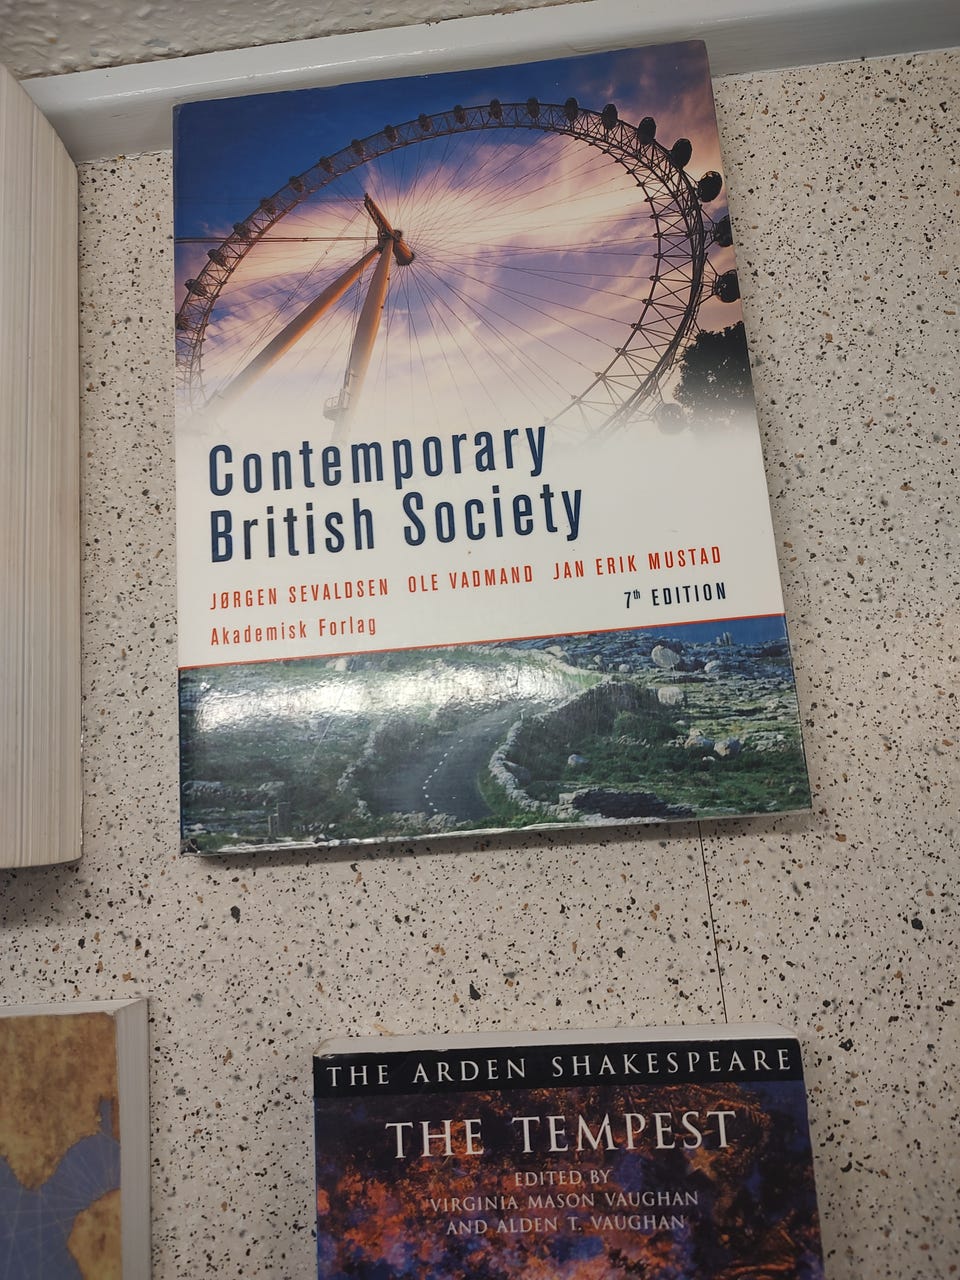 Contemporary
British Society
JØRGEN SEVALDSEN OLE VADMAND JAN ERIK MUSTAD
7th EDITION
Akademisk Forlag
THE ARDEN SHAKESPEARE
THE TEMPEST
EDITED BY
VIRGINIA MASON VAUGHAN
AND ALDEN T. VAUGHAN